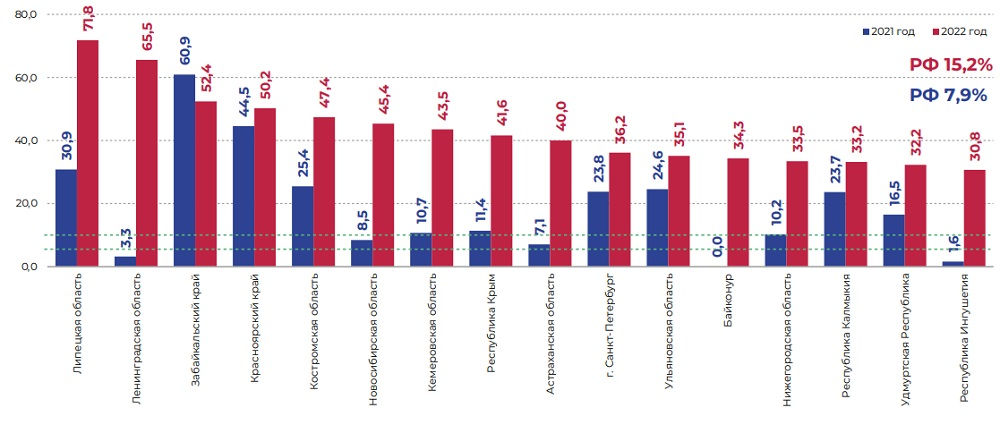 80,0
60,0
40,0
20,0
0,0
2021 год
2022 год
РФ 15,2%
РФ 7,9%
30,9
71,8
3,3
65,5
60,9
52,4
44,5
50,2
25,4
47,4
8,5
45,4
10,7
43,5
11,4
41,6
7,1
40,0
23,8
36,2
24,6
35,1
0,0
34,3
10,2
33,5
23,7
33,2
16,5
32,2
1,6
30,8
Липецкая область
Ленинградская область
Забайкальский край
Красноярский край
Костромская область
Новосибирская область
Кемеровская область
Республика Крым
Астраханская область
г. Санкт-Петербург
Ульяновская область
Байконур
Нижегородская область
Республика Калмыкия
Удмуртская Республика
Республика Ингушетия